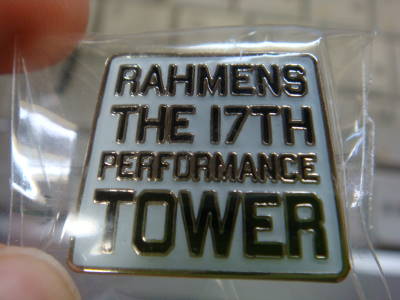 RAHMENS
THE 17TH
PERFORMANCE
TOWER